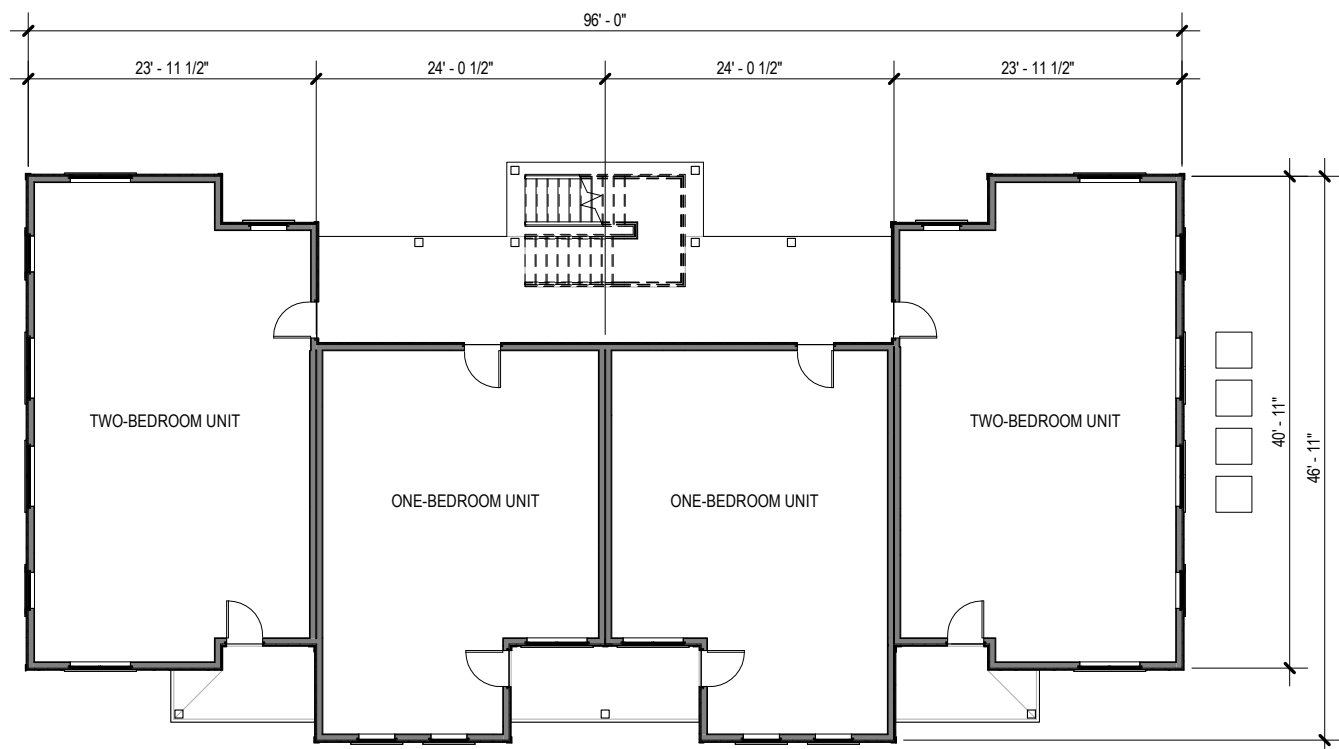 96' - 0"
23' - 11 1/2"
24' - 0 1/2"
24' - 0 1/2"
23' - 11 1/2"
TWO-BEDROOM UNIT
TWO-BEDROOM UNIT
40' - 11"
46' - 11"
ONE-BEDROOM UNIT
ONE-BEDROOM UNIT